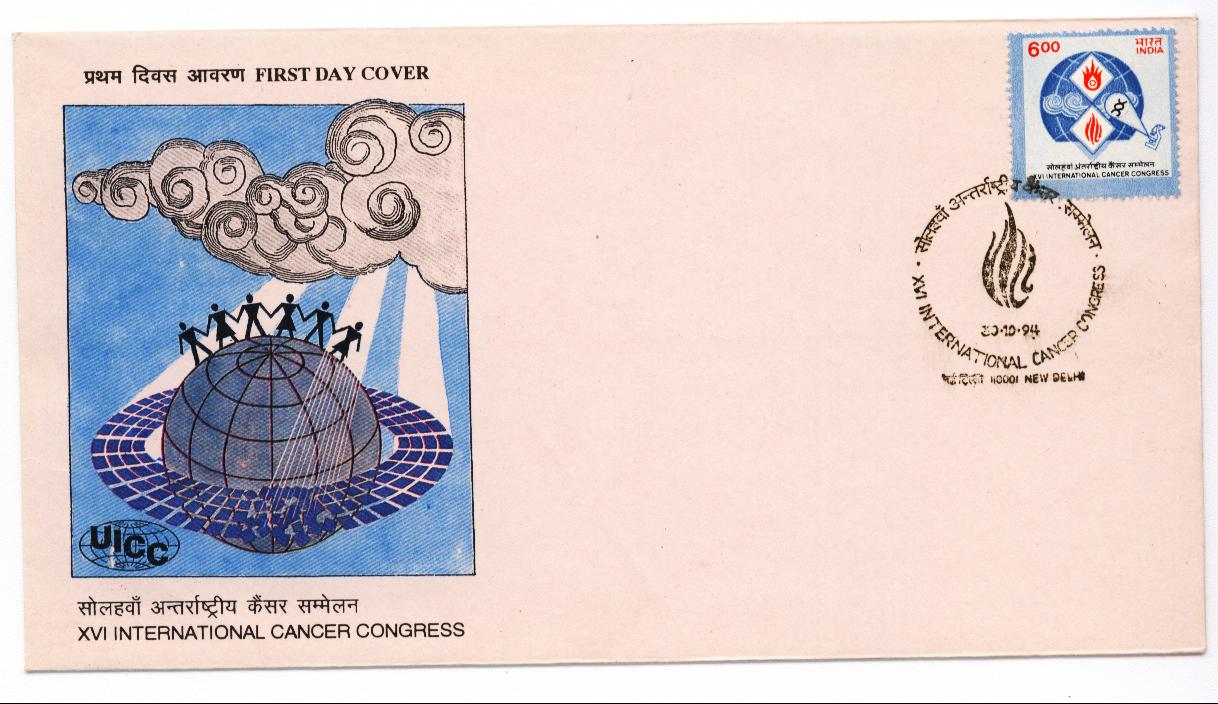 प्रथम दिवस आवरण FIRST DAY COVER
6.00
भारत
INDIA
सोलहवां अंतर्राष्ट्रीय कैंसर सम्मेलन
XVI INTERNATIONAL CANCER CONGRESS
सोलहवाँ अन्तर्राष्ट्रीय कैंसर सम्मेलन
XVI INTERNATIONAL CANCER CONGRESS
30·10·94
नई दिल्ली 110001 NEW DELHI
UICC
सोलहवाँ अन्तर्राष्ट्रीय कैंसर सम्मेलन
XVI INTERNATIONAL CANCER CONGRESS